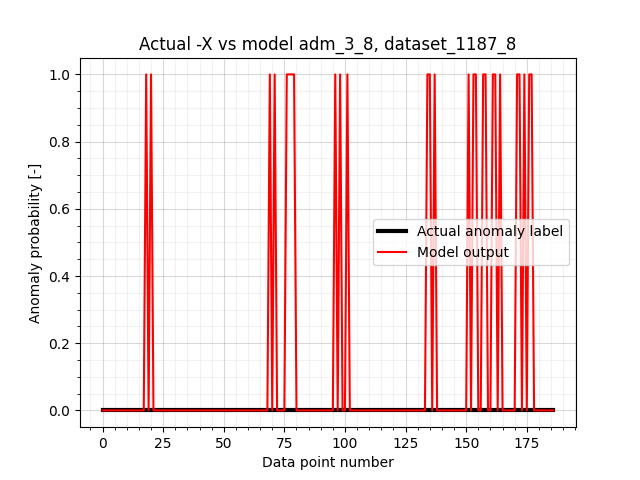 Actual -X vs model adm_3_8, dataset_1187_8
Anomaly probability [-]
1.0
0.8
0.6
0.4
0.2
0.0
Actual anomaly label
Model output
0 25 50 75 100 125 150 175
Data point number